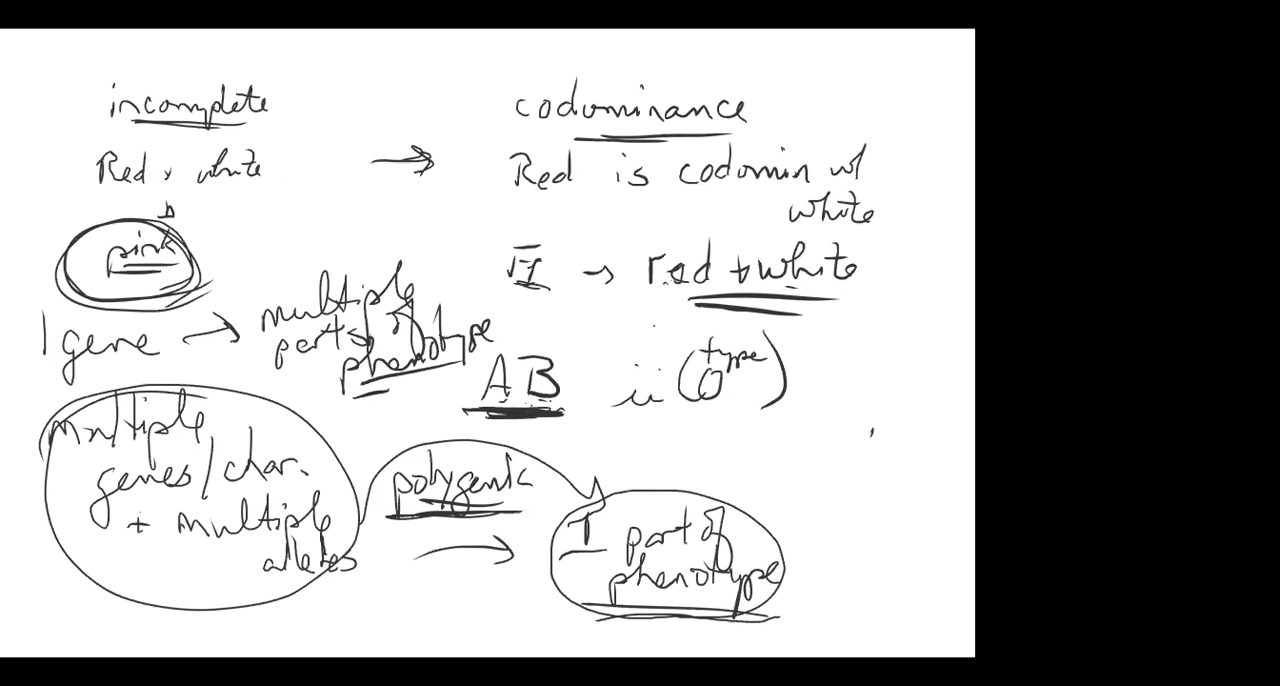 incomplete
Red x white
pink
codominance
Red is codomin w/
white
F1 → red + white
1 gene → multiple
parts of
phenotype
AB ii (O type)
multiple
genes/char.
+ multiple
alleles
polygenic
→
1 part of
phenotype